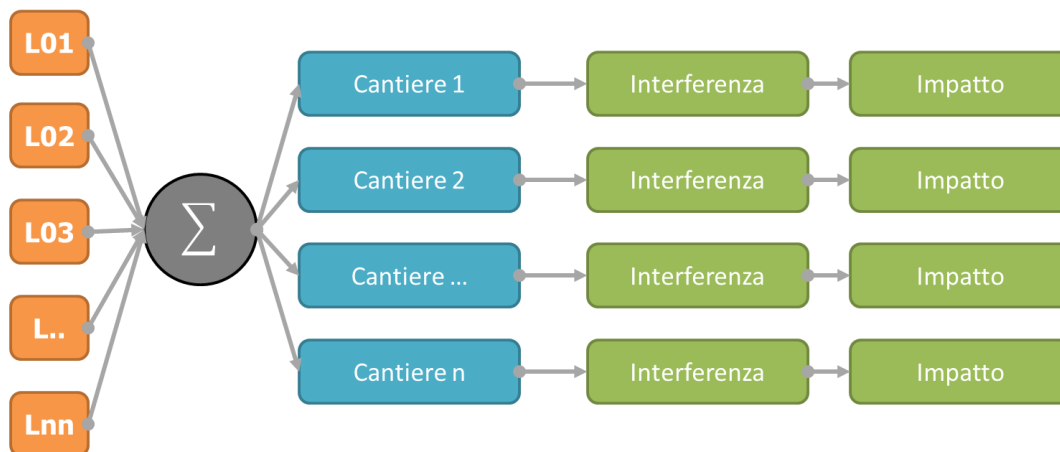 L01
L02
L03
L..
Lnn
∑
Cantiere 1
Interferenza
Impatto
Cantiere 2
Interferenza
Impatto
Cantiere ...
Interferenza
Impatto
Cantiere n
Interferenza
Impatto